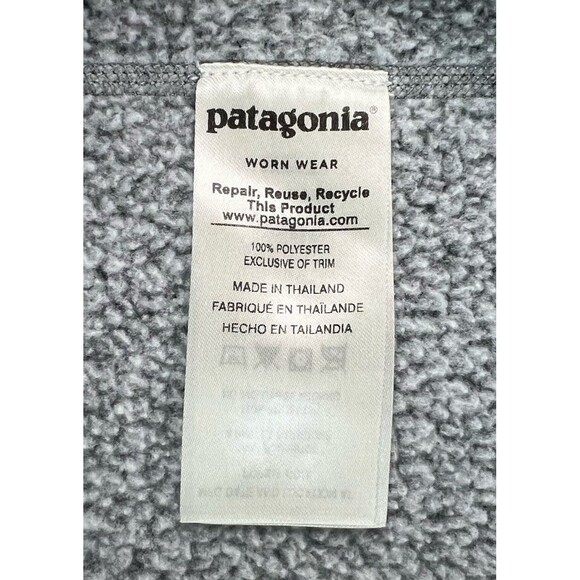 patagonia®
WORN WEAR
Repair, Reuse, Recycle
This Product
www.patagonia.com
100% POLYESTER
EXCLUSIVE OF TRIM
MADE IN THAILAND
FABRIQUÉ EN THAÏLANDE
HECHO EN TAILANDIA